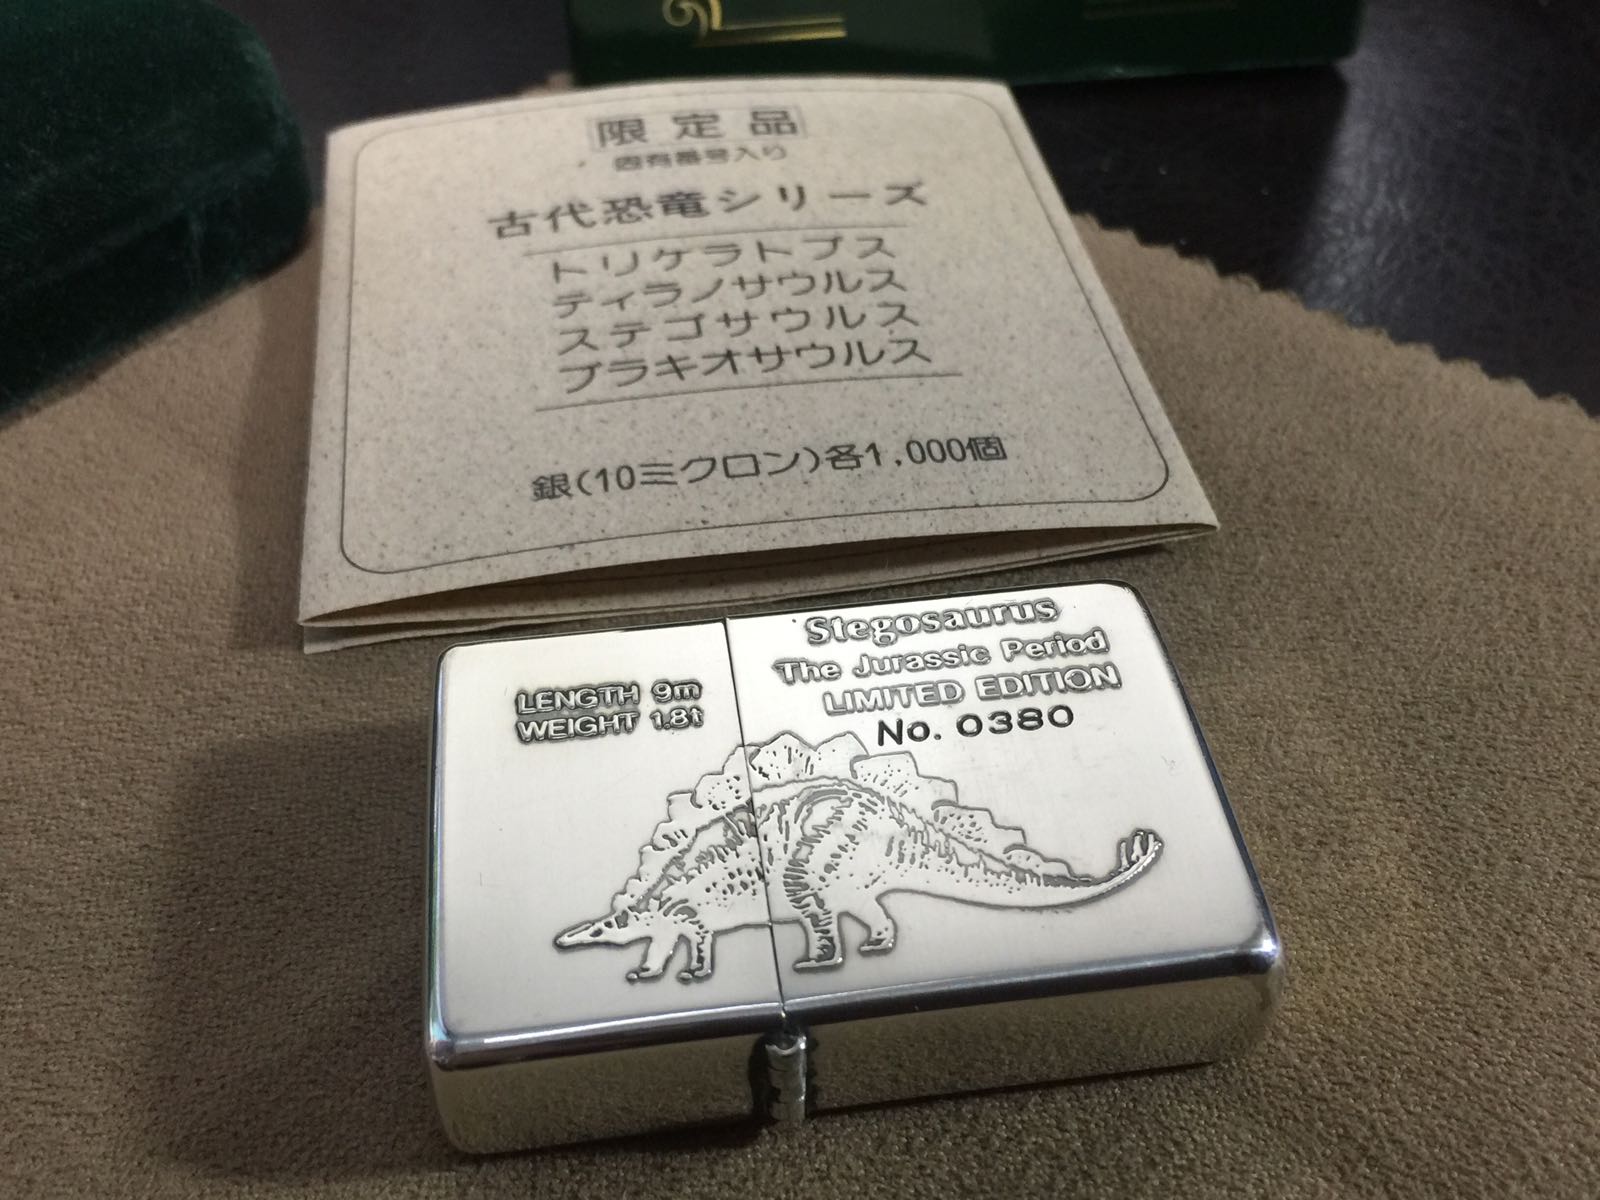 限定品
固有番号入り
古代恐竜シリーズ
トリケラトプス
ティラノサウルス
ステゴサウルス
ブラキオサウルス
銀(10ミクロン)各1,000個
Stegosaurus
The Jurassic Period
LIMITED EDITION
No. 0380
LENGTH 9m
WEIGHT 1.8t